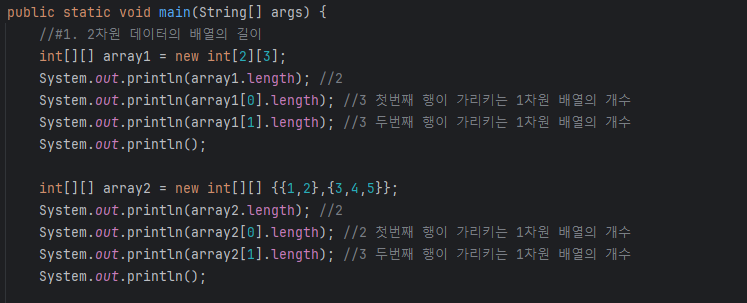 public static void main(String[] args) {
//#1. 2차원 데이터의 배열의 길이
int[][] array1 = new int[2][3];
System.out.println(array1.length); //2
System.out.println(array1[0].length); //3 첫번째 행이 가리키는 1차원 배열의 개수
System.out.println(array1[1].length); //3 두번째 행이 가리키는 1차원 배열의 개수
System.out.println();
int[][] array2 = new int[][] {{1,2},{3,4,5}};
System.out.println(array2.length); //2
System.out.println(array2[0].length); //2 첫번째 행이 가리키는 1차원 배열의 개수
System.out.println(array2[1].length); //3 두번째 행이 가리키는 1차원 배열의 개수
System.out.println();